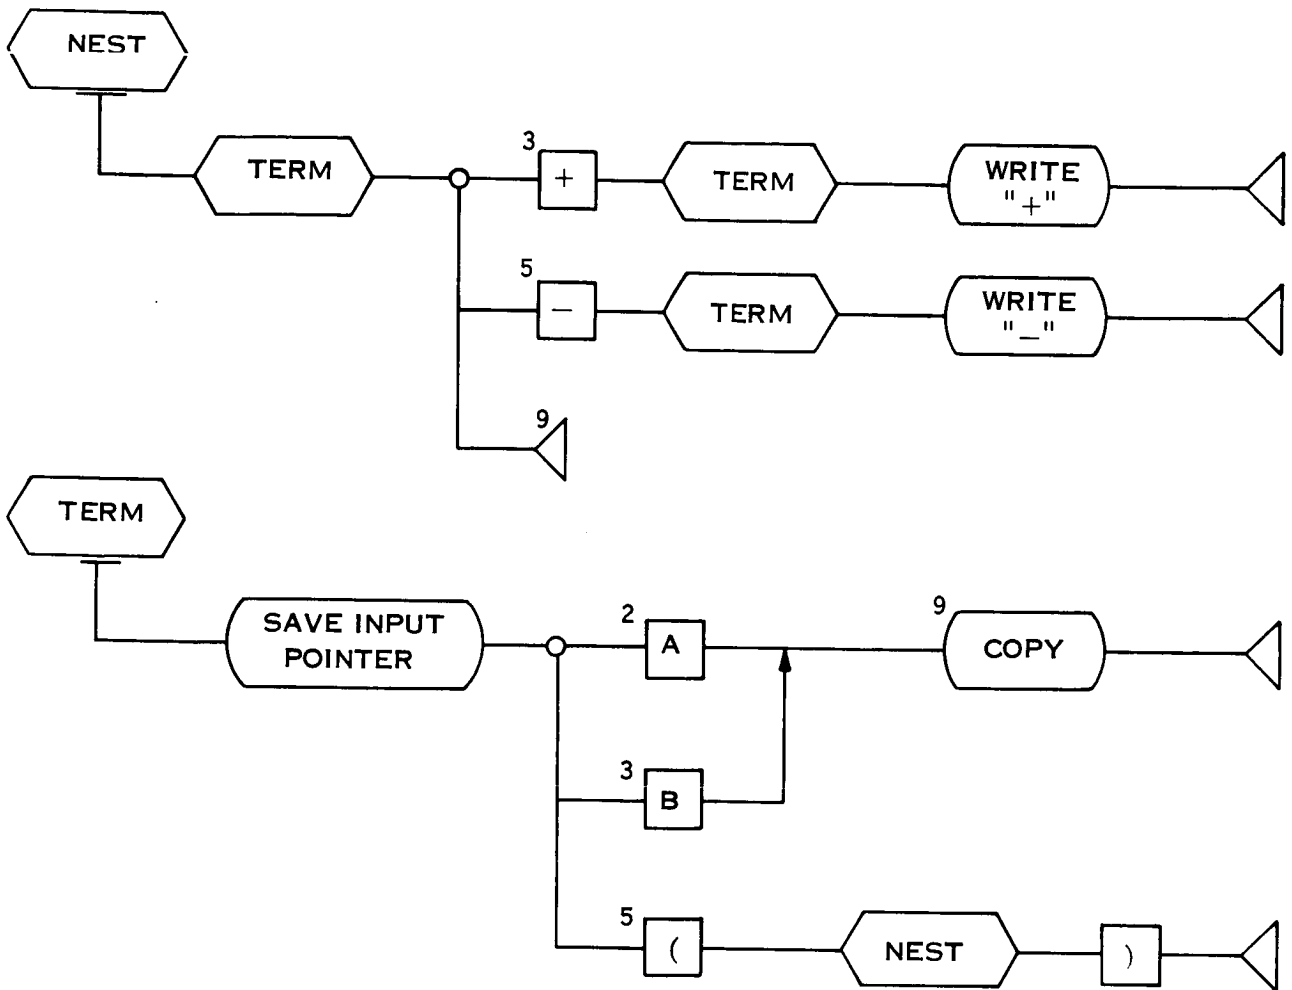 NEST
3
TERM
+
TERM
WRITE
"+"
5
-
TERM
WRITE
"-"
9
TERM
SAVE INPUT
POINTER
2
A
9
COPY
3
B
5
(
NEST
)